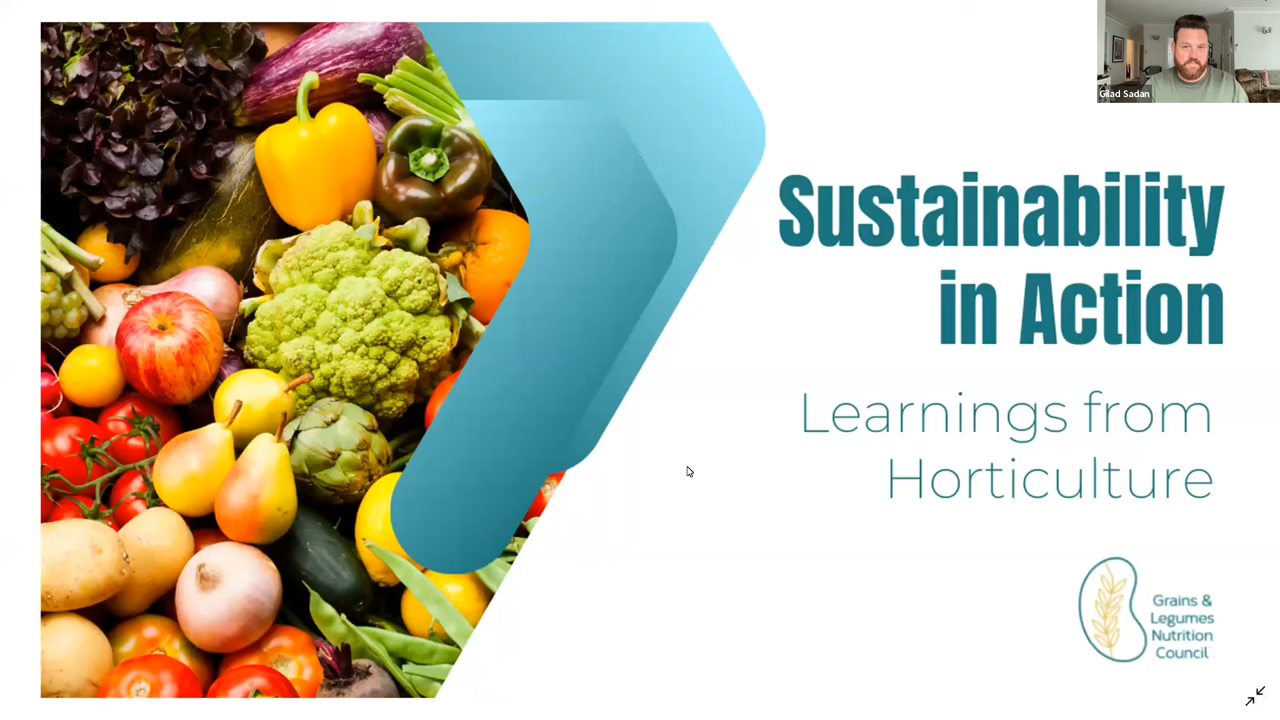 Gilad Sadan
Sustainability
in Action
Learnings from
Horticulture
Grains &
Legumes
Nutrition
Council